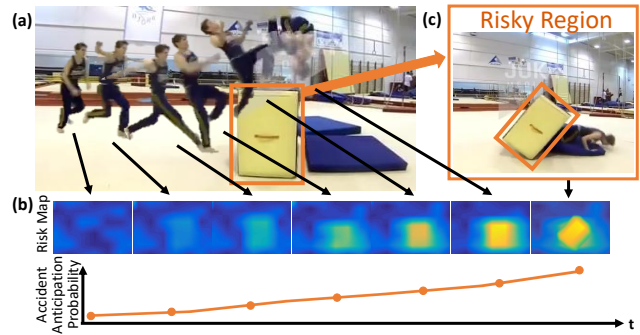 (a)
(c)
Risky Region
(b)
Risk Map
Accident
Anticipation
Probability
t